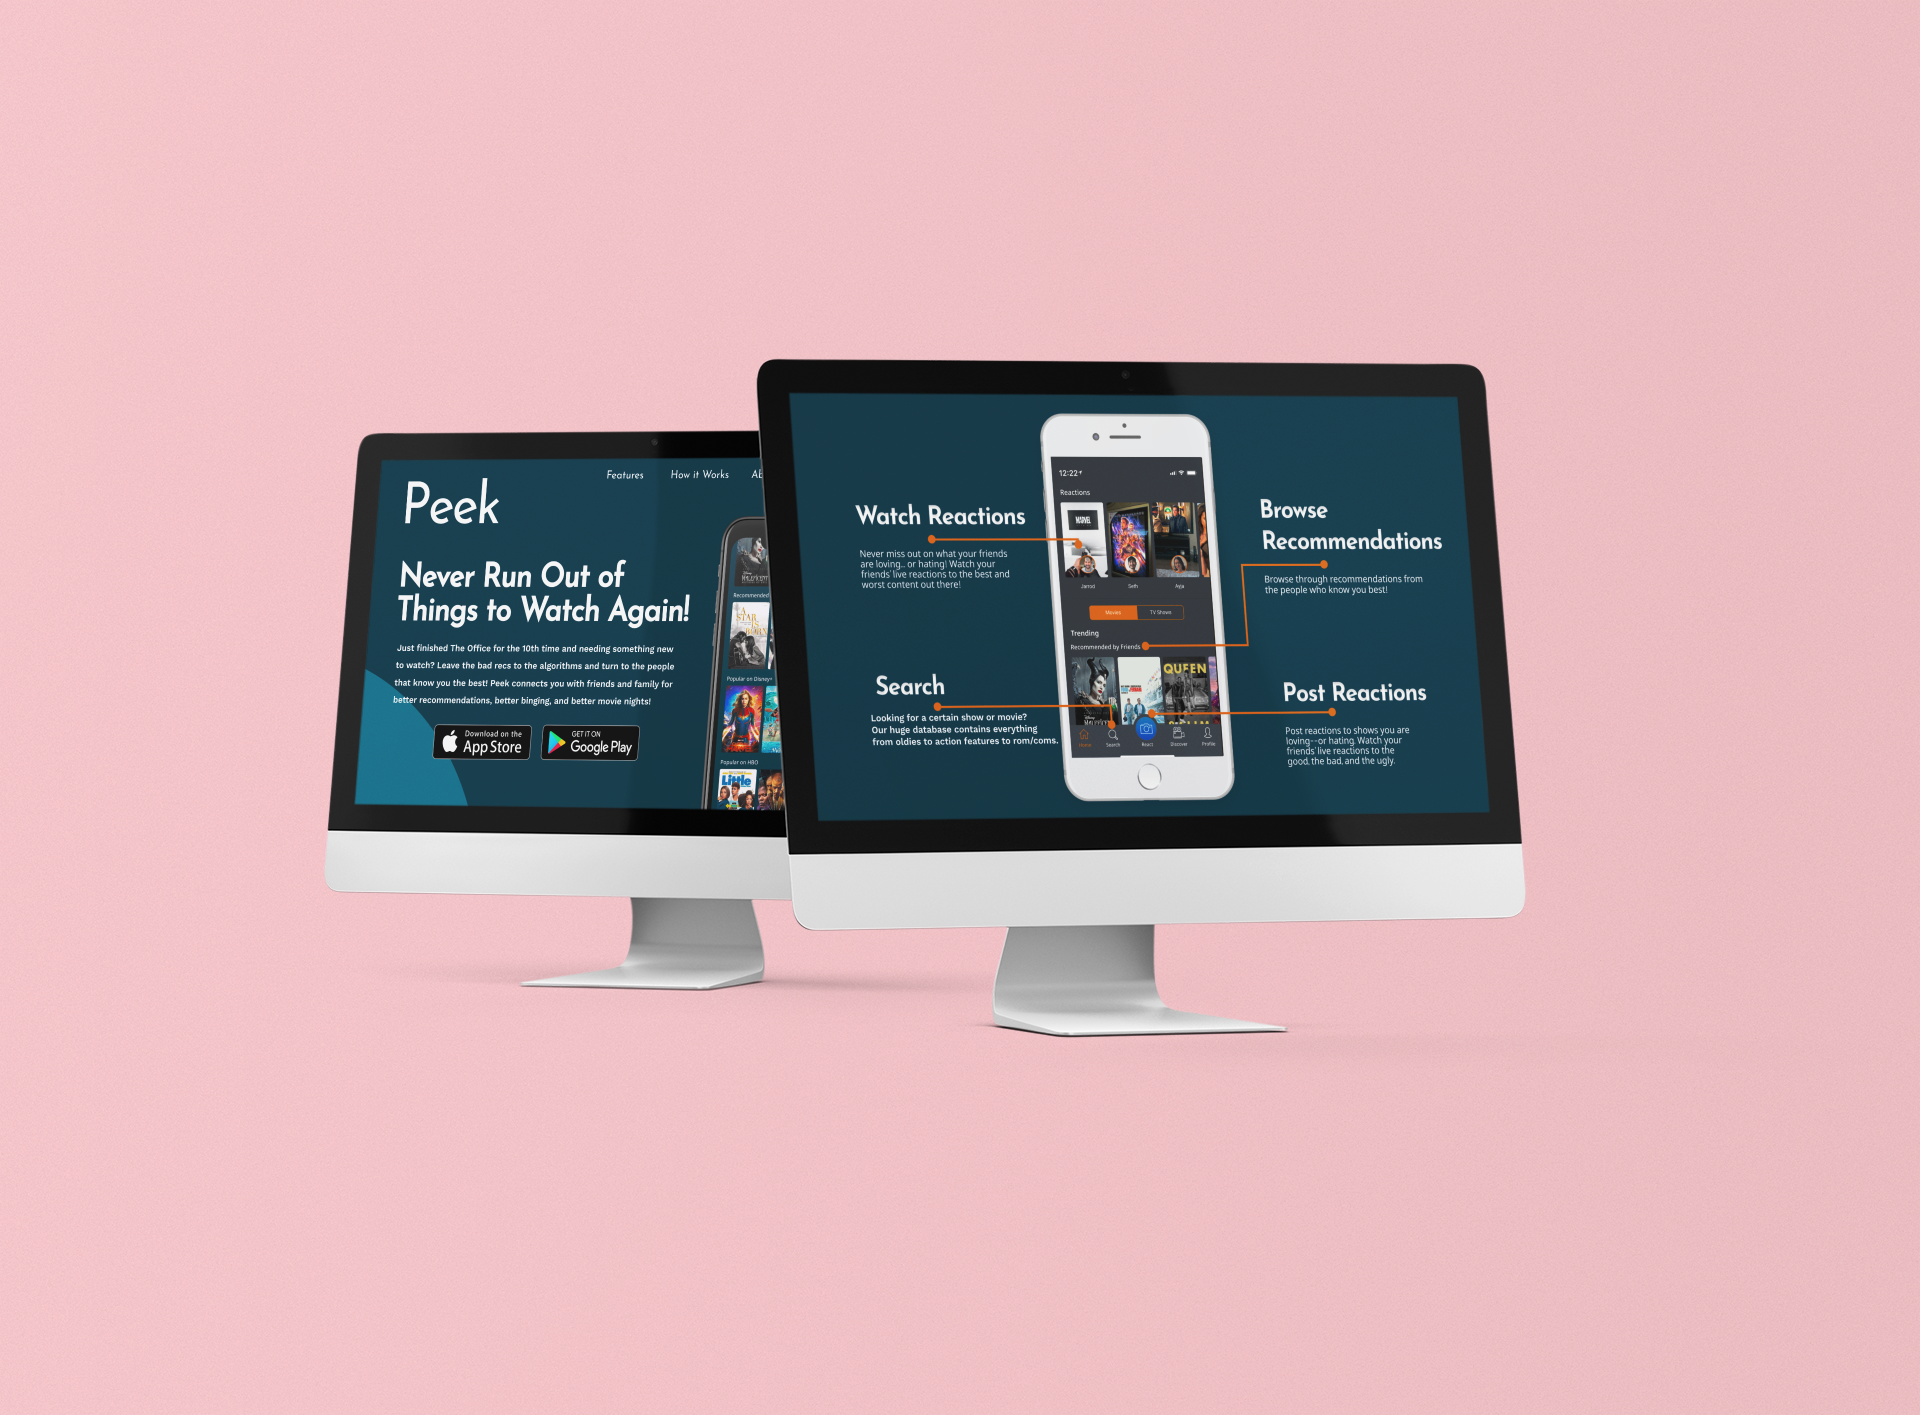 Peek
Features
How it Works
Never Run Out of
Things to Watch Again!
Just finished The Office for the 10th time and needing something new
to watch? Leave the bad recs to the algorithms and turn to the people
that know you the best! Peek connects you with friends and family for
better recommendations, better binging, and better movie nights!
Download on the
App Store
GET IT ON
Google Play
MALEFICENT
Recommended
A
STAR
IS
BORN
Popular on Disney+
Popular on HBO
Little
Watch Reactions
Never miss out on what your friends
are loving... or hating! Watch your
friends' live reactions to the best and
worst content out there!
Search
Looking for a certain show or movie?
Our huge database contains everything
from oldies to action features to rom/coms.
12:22
Reactions
MARVEL
Jarrod
Seth
Movies
TV Shows
Trending
Recommended by Friends
QUEEN
Home
Search
React
Discover
Profile
Browse
Recommendations
Browse through recommendations from
the people who know you best!
Post Reactions
Post reactions to shows you are
loving--or hating. Watch your
friends' live reactions to the
good, the bad, and the ugly.